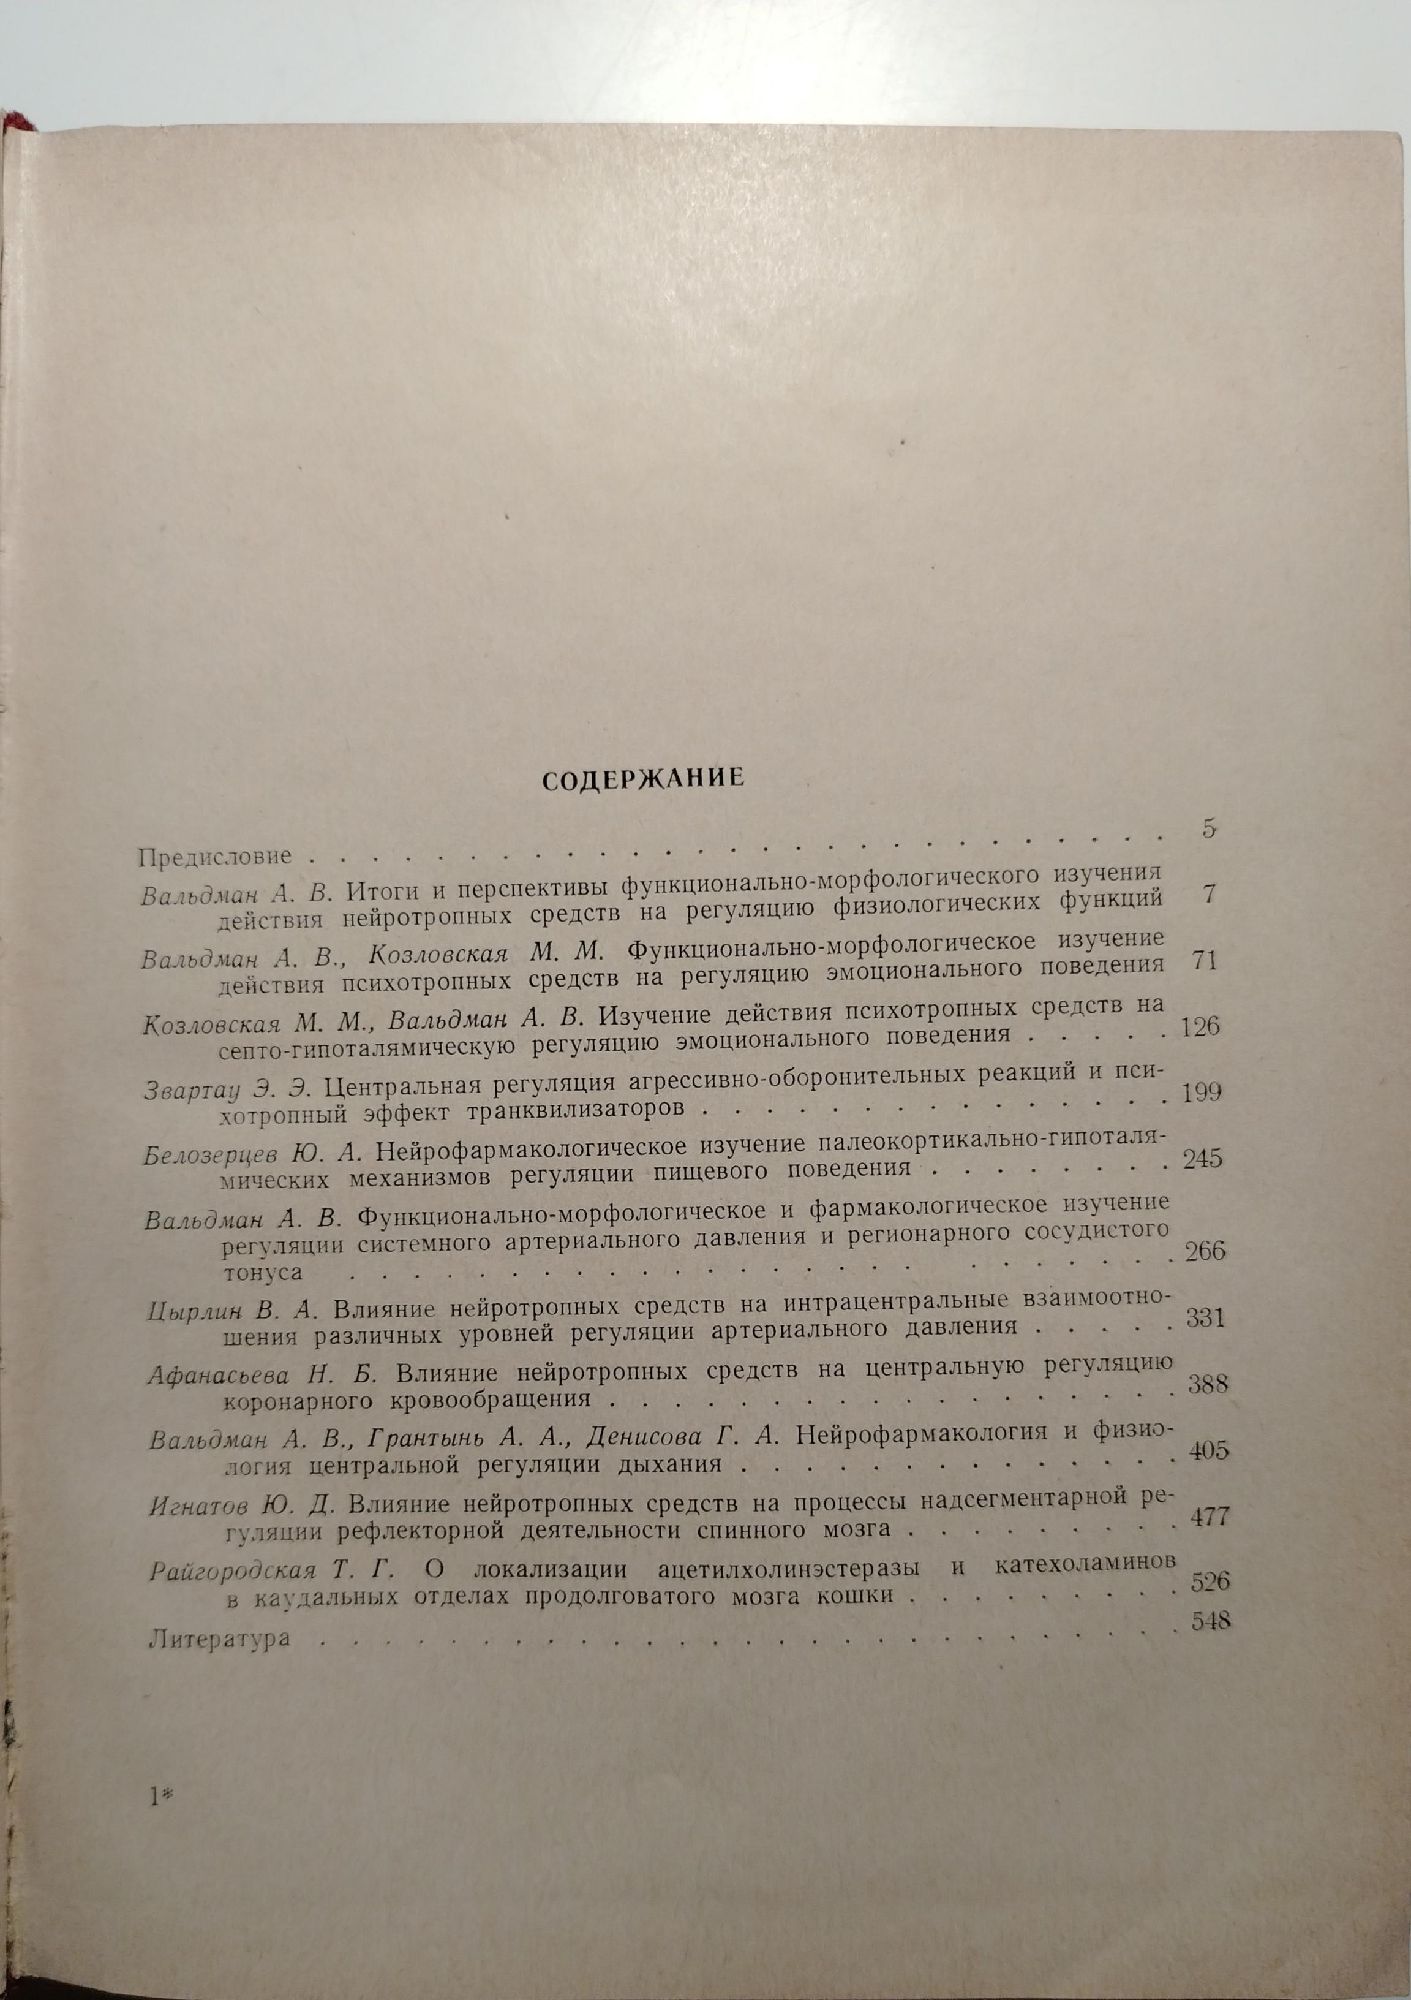 СОДЕРЖАНИЕ
Предисловие . . . . . . . . . . . . . . . . . . . . . . . . . . . . 5
Вальдман А. В. Итоги и перспективы функционально-морфологического изучения
действия нейротропных средств на регуляцию физиологических функций 7
Вальдман А. В., Козловская М. М. Функционально-морфологическое изучение
действия психотропных средств на регуляцию эмоционального поведения 71
Козловская М. М., Вальдман А. В. Изучение действия психотропных средств на
септо-гипоталямическую регуляцию эмоционального поведения . . . . . 126
Звартау Э. Э. Центральная регуляция агрессивно-оборонительных реакций и пси-
хотропный эффект транквилизаторов . . . . . . . . . . . . . . . 199
Белозерцев Ю. А. Нейрофармакологическое изучение палеокортикально-гипоталя-
мических механизмов регуляции пищевого поведения . . . . . . . . 245
Вальдман А. В. Функционально-морфологическое и фармакологическое изучение
регуляции системного артериального давления и регионарного сосудистого
тонуса . . . . . . . . . . . . . . . . . . . . . . . . . 266
Цырлин В. А. Влияние нейротропных средств на интрацентральные взаимоотно-
шения различных уровней регуляции артериального давления . . . . . 331
Афанасьева Н. Б. Влияние нейротропных средств на центральную регуляцию
коронарного кровообращения . . . . . . . . . . . . . . . . . . 388
Вальдман А. В., Грантынь А. А., Денисова Г. А. Нейрофармакология и физио-
логия центральной регуляции дыхания . . . . . . . . . . . . . . 405
Игнатов Ю. Д. Влияние нейротропных средств на процессы надсегментарной ре-
гуляции рефлекторной деятельности спинного мозга . . . . . . . . . 477
Райгородская Т. Г. О локализации ацетилхолинэстеразы и катехоламинов
в каудальных отделах продолговатого мозга кошки . . . . . . . . . 526
Литература . . . . . . . . . . . . . . . . . . . . . . . . . . . 548
1*